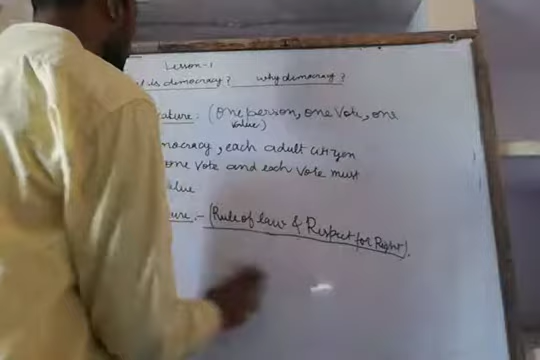 Lesson-1
is democracy? why democracy?
ature: (One person, one Vote, one
value)
mocracy, each adult citizen
one vote and each vote must
alue
ure:- (Rule of law & Respect for Right).